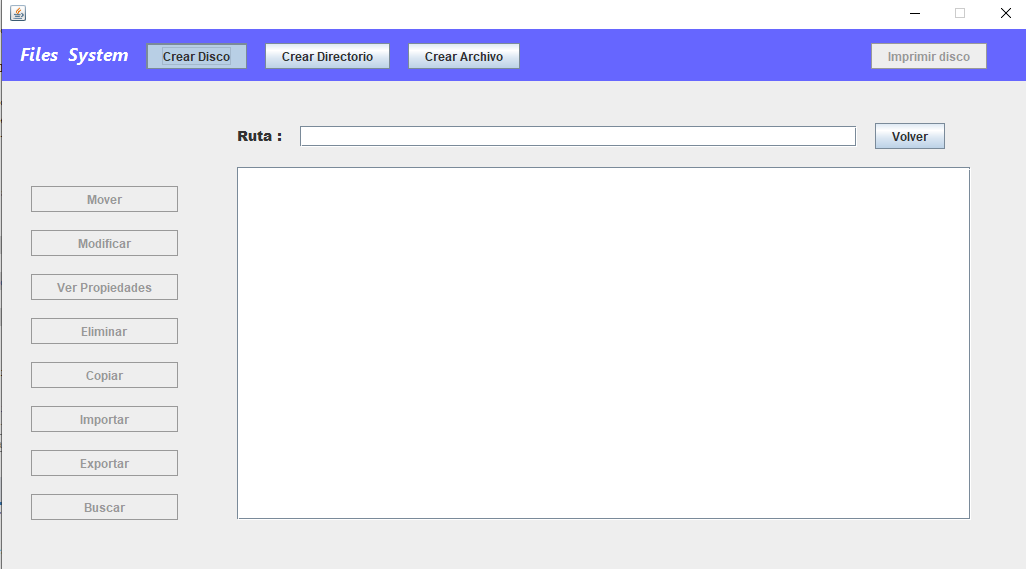 Files System
Crear Disco
Crear Directorio
Crear Archivo
Imprimir disco
Ruta :
Volver
Mover
Modificar
Ver Propiedades
Eliminar
Copiar
Importar
Exportar
Buscar